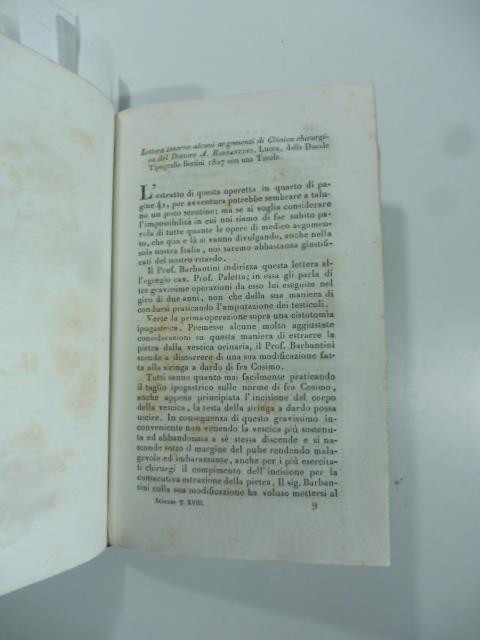 Lettera intorno alcuni argomenti di Clinica chirurgi-
ca del Dottore A. BARBANTINI. Lucca, dalla Ducale
Tipografia Bertini 1827 con una Tavola.
L'estratto di questa operetta in quarto di pa-
gine 42, per avventura potrebbe sembrare a talu-
no un poco serotino: ma se si voglia considerare
l'impossibilità in cui noi siamo di far subito pa-
rola di tutte quante le opere di medico argomen-
to, che qua e là si vanno divulgando, anche nella
sola nostra Italia, noi saremo abbastanza giustifi-
cati del nostro ritardo.
Il Prof. Barbantini indirizza questa lettera al-
l'egregio cav. Prof. Paletta; in essa gli parla di
tre gravissime operazioni da esso lui eseguite nel
giro di due anni, non che della sua maniera di
condursi praticando l'amputazione dei testicoli.
Verte la prima operazione sopra una cistotomia
ipogastrica. Premesse alcune molto aggiustate
considerazioni su questa maniera di estrarre la
pietra dalla vescica orinaria, il Prof. Barbantini
scende a discorrere di una sua modificazione fat-
ta alla siringa a dardo di fra Cosimo.
Tutti sanno quanto mai facilmente praticando
il taglio ipogastrico sulle norme di fra Cosimo,
anche appena principiata l'incisione del corpo
della vescica, la testa della siringa a dardo possa
uscire. In conseguenza di questo gravissimo in-
conveniente non venendo la vescica più sostenu-
ta ed abbandonata a sè stessa discende e si na-
sconde sotto il margine del pube rendendo mala-
gevole ed imbarazzante, anche per i più esercita-
ti chirurgi il compimento dell'incisione per la
consecutiva estrazione della pietra. Il sig. Barban-
tini colla sua modificazione ha voluto mettersi al
Scienze T. XVIII. 9